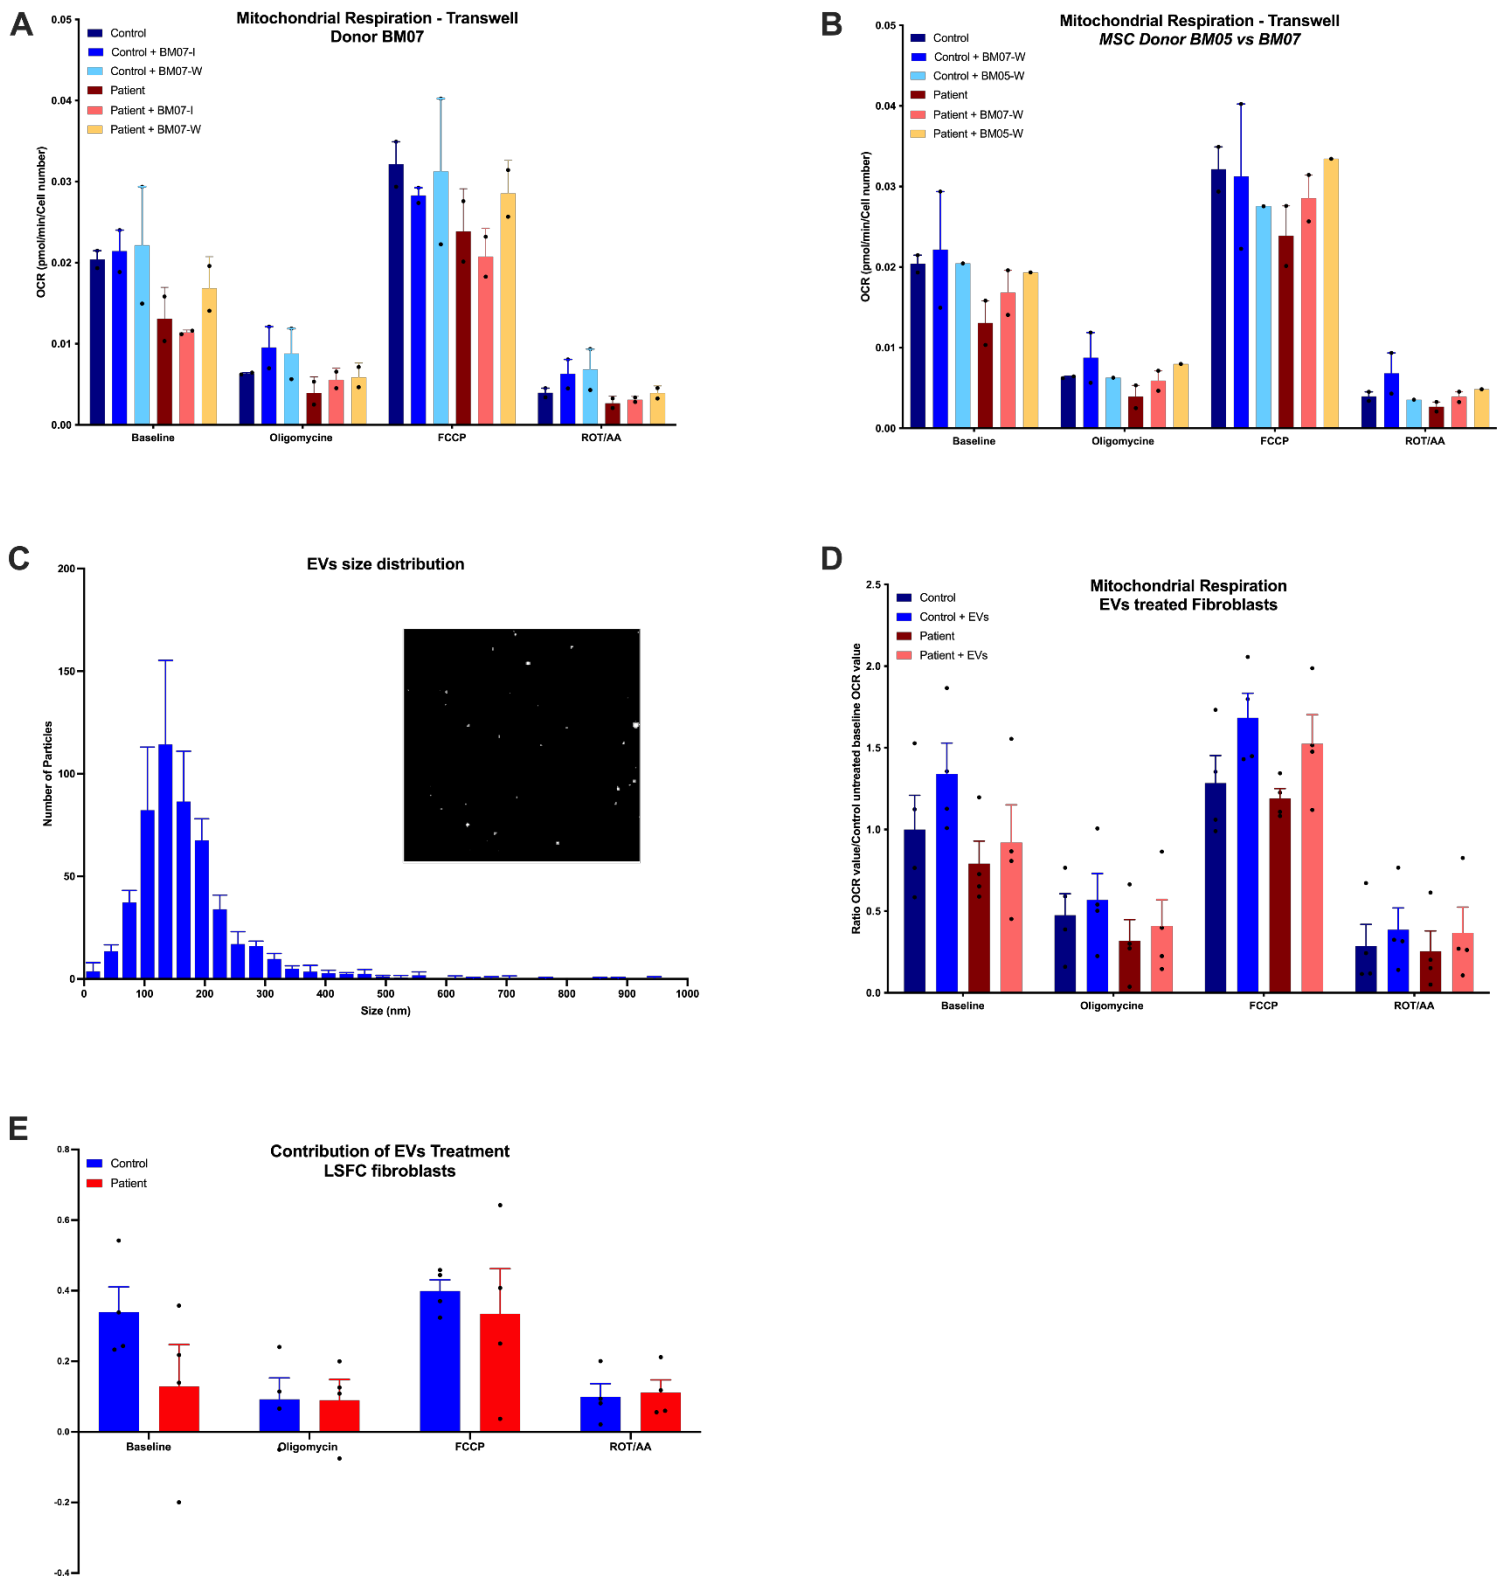 A
Mitochondrial Respiration - Transwell
Donor BM07
Control
Control + BM07-I
Control + BM07-W
Patient
Patient + BM07-I
Patient + BM07-W
OCR (pmol/min/Cell number)
0.05
0.04
0.03
0.02
0.01
0.00
Baseline
Oligomycine
FCCP
ROT/AA
B
Mitochondrial Respiration - Transwell
MSC Donor BM05 vs BM07
Control
Control + BM07-W
Control + BM05-W
Patient
Patient + BM07-W
Patient + BM05-W
OCR (pmol/min/Cell number)
0.05
0.04
0.03
0.02
0.01
0.00
Baseline
Oligomycine
FCCP
ROT/AA
C
EVs size distribution
Number of Particles
200
150
100
50
0
0 100 200 300 400 500 600 700 800 900 1000
Size (nm)
D
Mitochondrial Respiration
EVs treated Fibroblasts
Control
Control + EVs
Patient
Patient + EVs
Ratio OCR value/Control untreated baseline OCR value
2.5
2.0
1.5
1.0
0.5
0.0
Baseline
Oligomycine
FCCP
ROT/AA
E
Contribution of EVs Treatment
LSFC fibroblasts
Control
Patient
0.8
0.6
0.4
0.2
0.0
-0.2
-0.4
Baseline
Oligomycin
FCCP
ROT/AA